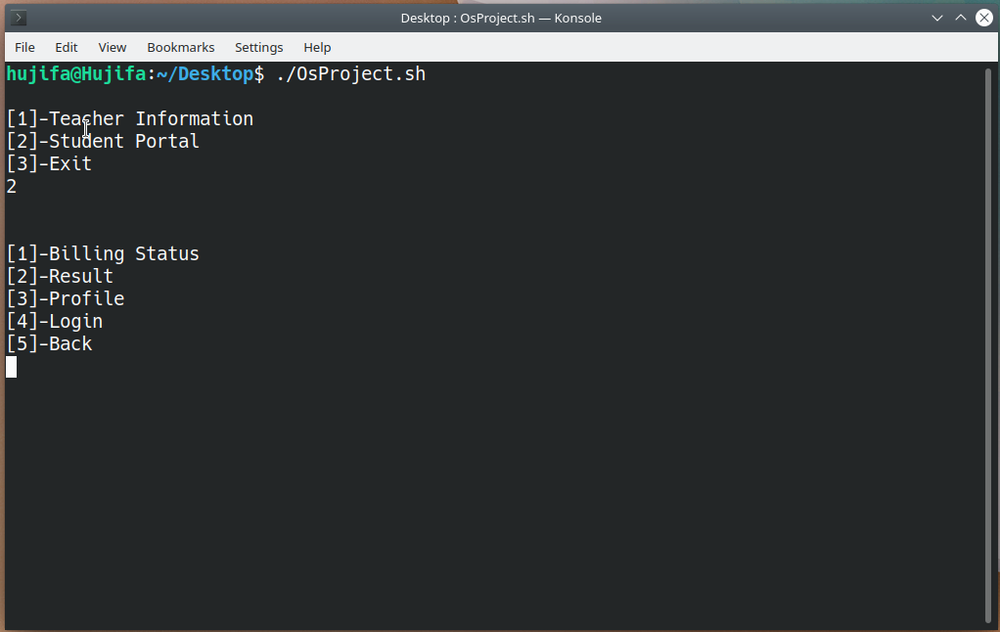 Desktop : OsProject.sh — Konsole
File Edit View Bookmarks Settings Help
hujifa@Hujifa:~/Desktop$ ./OsProject.sh
[1]-Teacher Information
[2]-Student Portal
[3]-Exit
2
[1]-Billing Status
[2]-Result
[3]-Profile
[4]-Login
[5]-Back